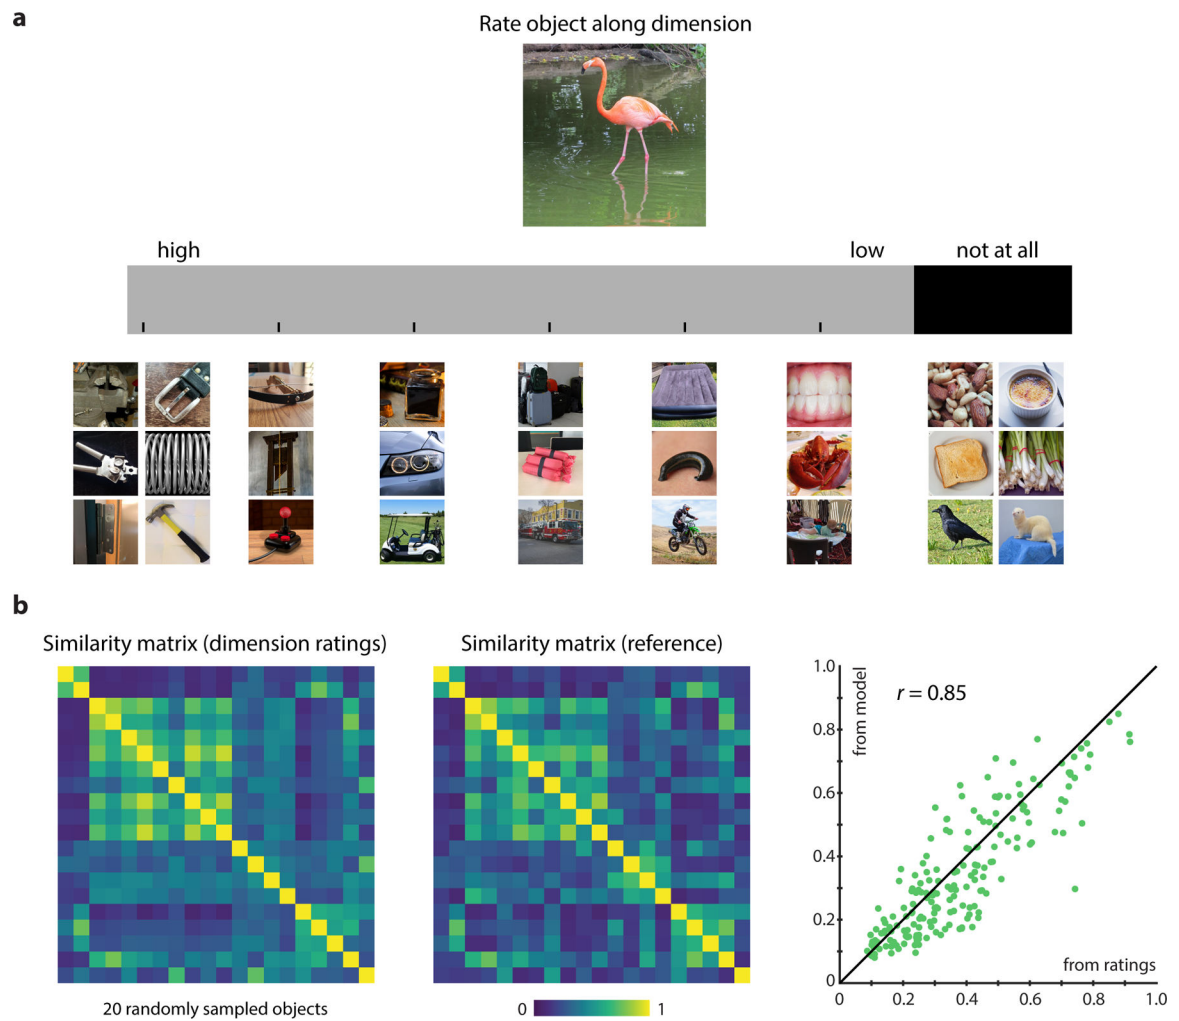 a
Rate object along dimension
high
low
not at all
b
Similarity matrix (dimension ratings)
Similarity matrix (reference)
20 randomly sampled objects
0
1
1.0
0.8
0.6
0.4
0.2
0
from model
r = 0.85
from ratings
0
0.2
0.4
0.6
0.8
1.0